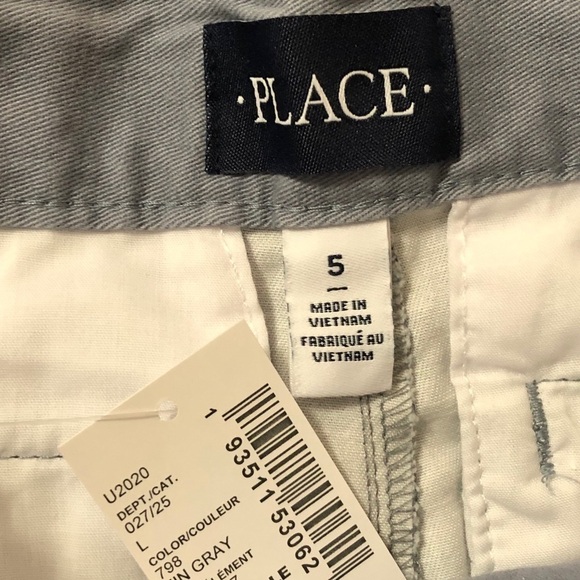 ·PLACE·
5
MADE IN
VIETNAM
FABRIQUÉ AU
VIETNAM
U2020
DEPT./CAT.
027/25
L
COLOR/COULEUR
798
GRAY
1 93511 53062